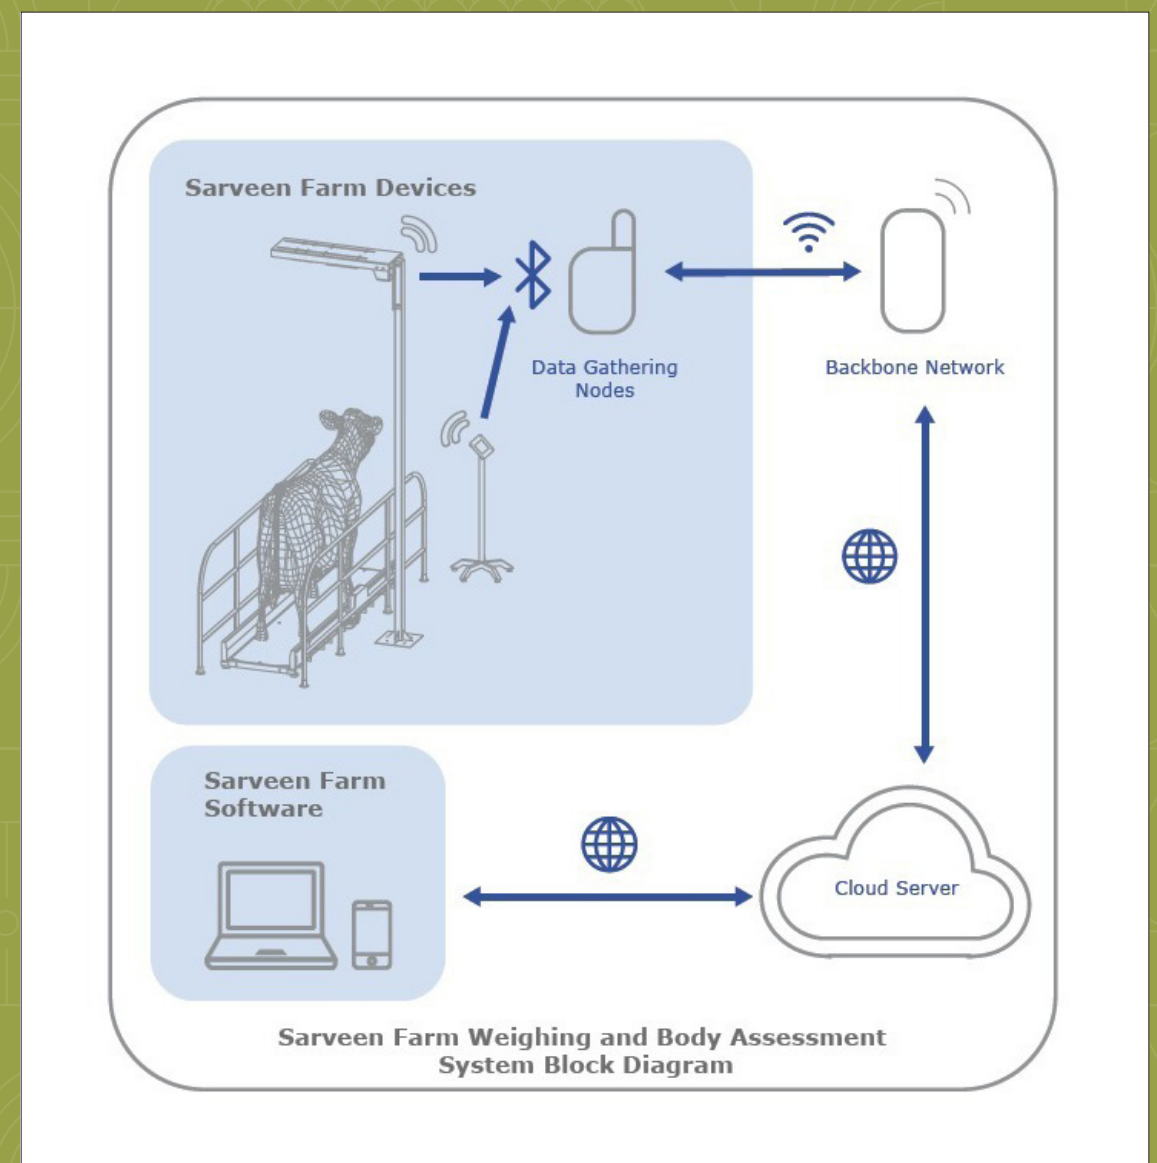 Sarveen Farm Devices
Data Gathering
Nodes
Backbone Network
Sarveen Farm
Software
Cloud Server
Sarveen Farm Weighing and Body Assessment
System Block Diagram